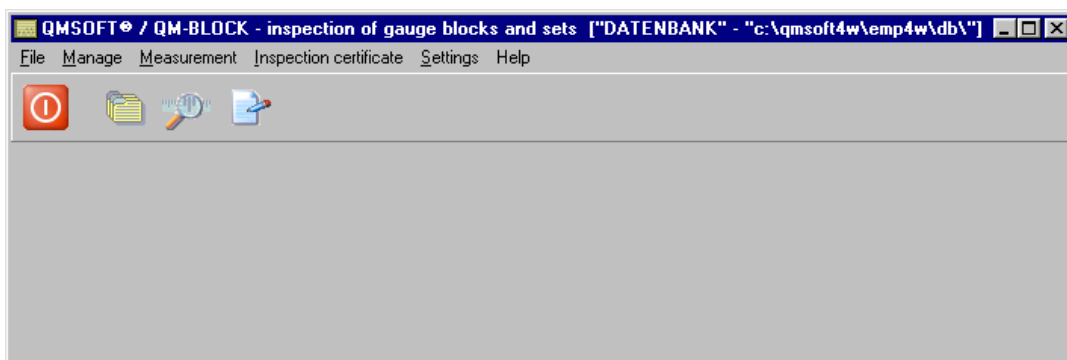 QMSOFT® / QM-BLOCK - inspection of gauge blocks and sets ["DATENBANK" - "c:\qmsoft4w\emp4w\db\"]
File Manage Measurement Inspection certificate Settings Help